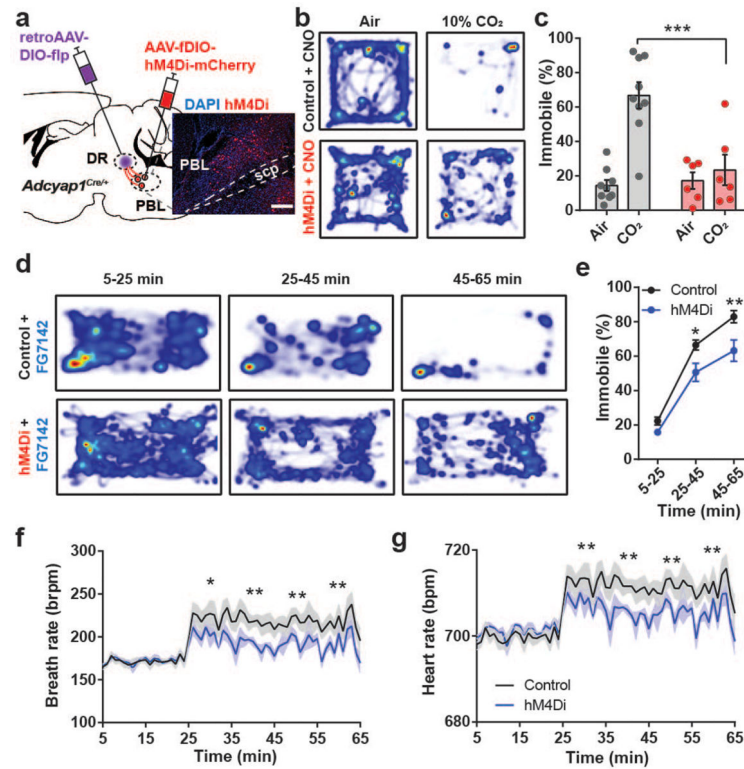 a
retroAAV-
DIO-flp
AAV-fDIO-
hM4Di-mCherry
DAPI hM4Di
DR
PBL
scp
Adcyap1Cre/+
PBL
b
Air
10% CO₂
Control + CNO
hM4Di + CNO
c
***
Immobile (%)
100
80
60
40
20
0
Air
CO₂
Air
CO₂
d
5-25 min
25-45 min
45-65 min
Control +
FG7142
hM4Di +
FG7142
e
Control
hM4Di
*
**
Immobile (%)
100
80
60
40
20
0
5-25
25-45
45-65
Time (min)
f
*
**
**
**
Breath rate (brpm)
300
250
200
150
100
5
15
25
35
45
55
65
Time (min)
g
**
**
**
**
Heart rate (bpm)
720
700
680
Control
hM4Di
5
15
25
35
45
55
65
Time (min)